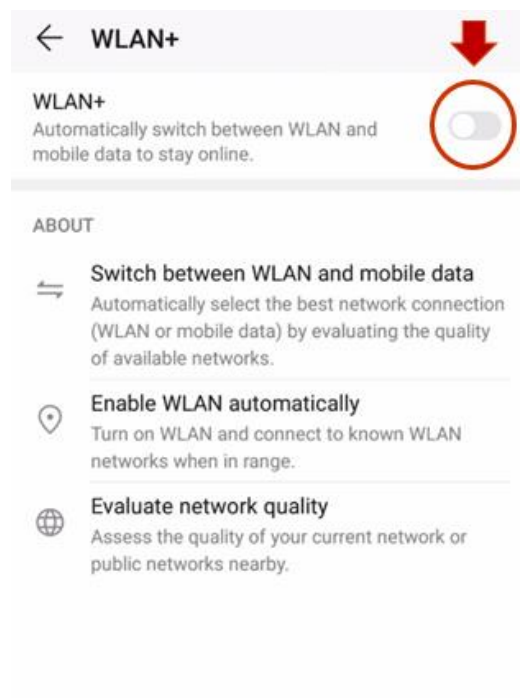 WLAN+
WLAN+
Automatically switch between WLAN and
mobile data to stay online.
ABOUT
Switch between WLAN and mobile data
Automatically select the best network connection
(WLAN or mobile data) by evaluating the quality
of available networks.
Enable WLAN automatically
Turn on WLAN and connect to known WLAN
networks when in range.
Evaluate network quality
Assess the quality of your current network or
public networks nearby.